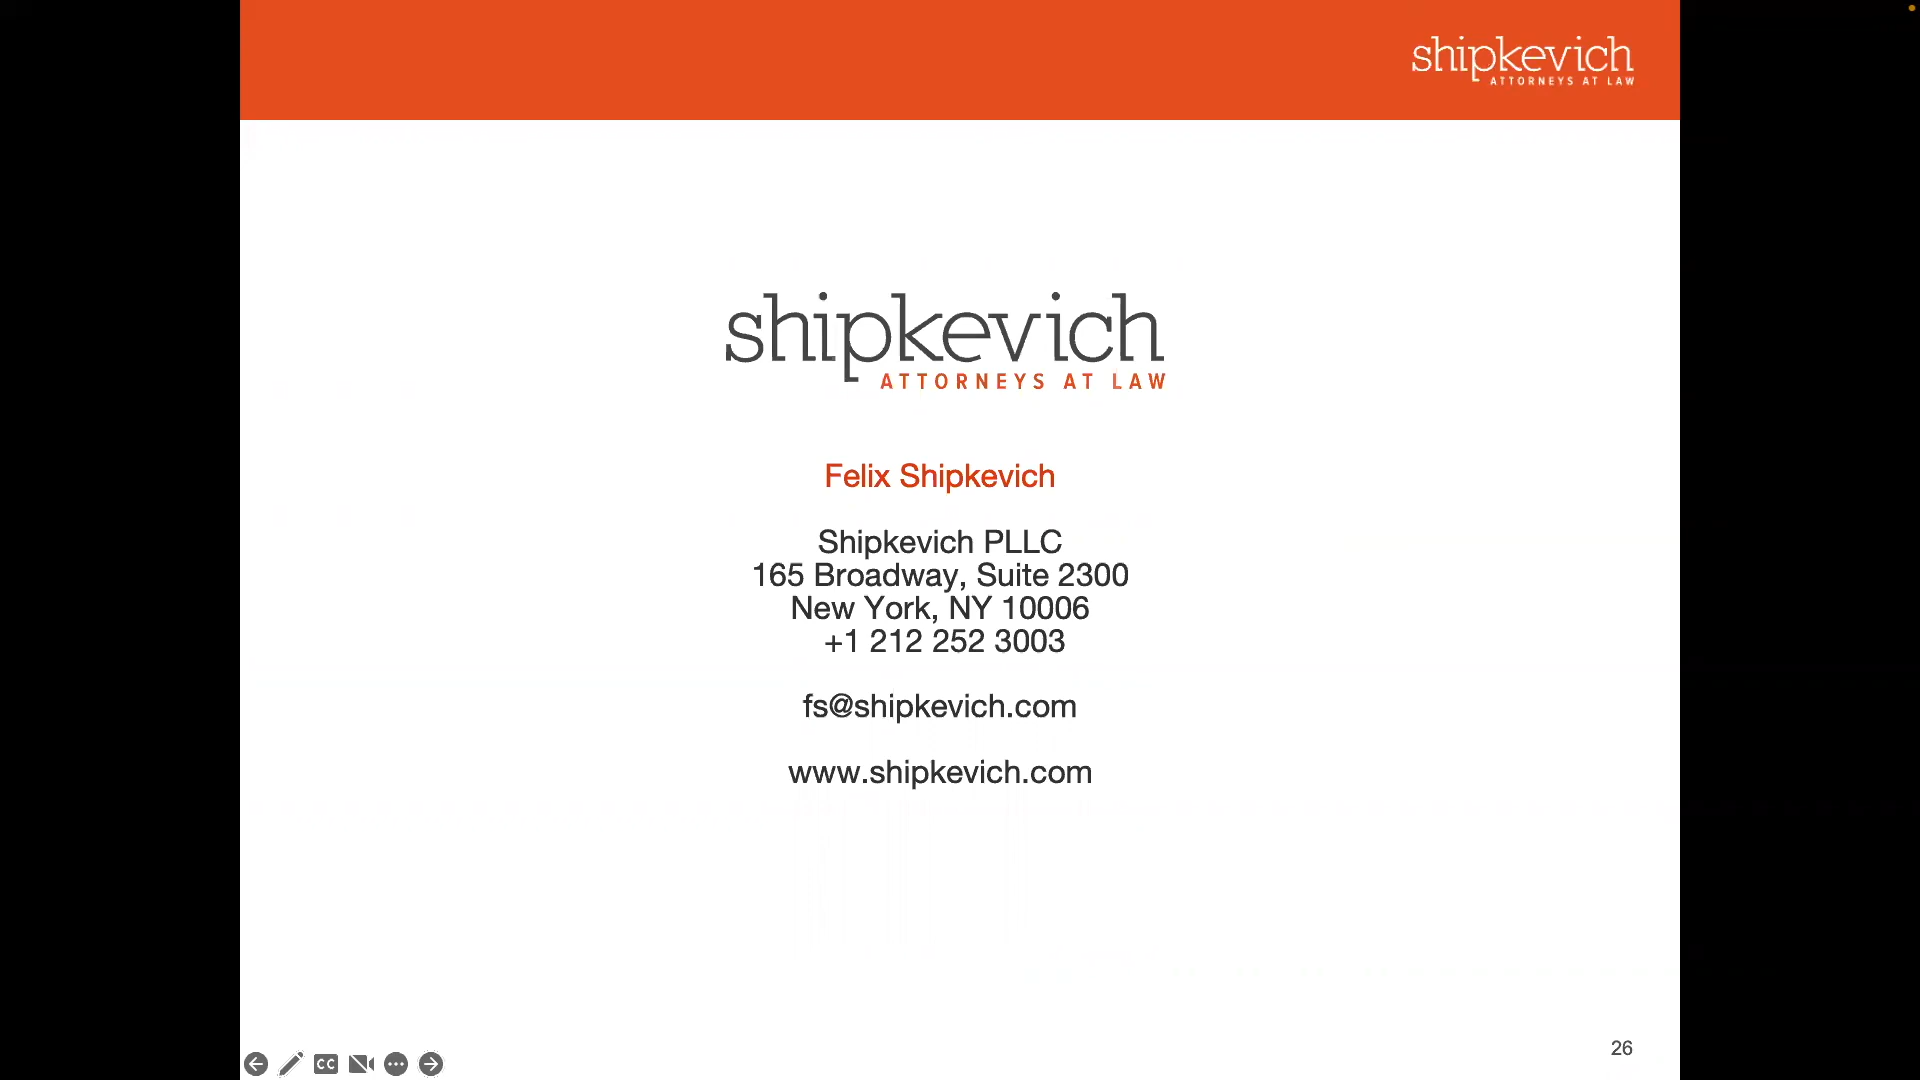 shipkevich
ATTORNEYS AT LAW
shipkevich
ATTORNEYS AT LAW
Felix Shipkevich
Shipkevich PLLC
165 Broadway, Suite 2300
New York, NY 10006
+1 212 252 3003
fs@shipkevich.com
www.shipkevich.com
26
CC